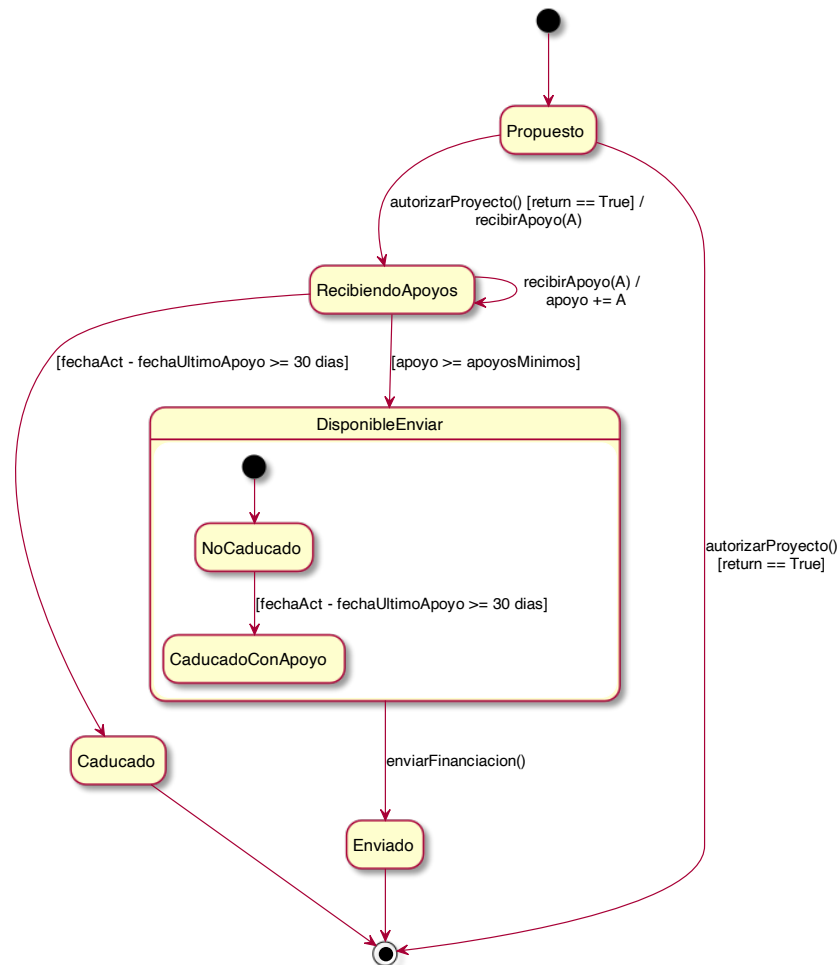 Propuesto
autorizarProyecto() [return == True] /
recibirApoyo(A)
RecibiendoApoyos
recibirApoyo(A) /
apoyo += A
[fechaAct - fechaUltimoApoyo >= 30 dias]
[apoyo >= apoyosMinimos]
DisponibleEnviar
NoCaducado
autorizarProyecto()
[return == True]
[fechaAct - fechaUltimoApoyo >= 30 dias]
CaducadoConApoyo
Caducado
enviarFinanciacion()
Enviado